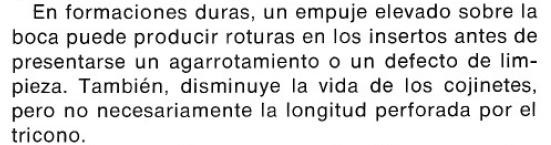 En formaciones duras, un empuje elevado sobre la
boca puede producir roturas en los insertos antes de
presentarse un agarrotamiento o un defecto de lim-
pieza. También, disminuye la vida de los cojinetes,
pero no necesariamente la longitud perforada por el
tricono.